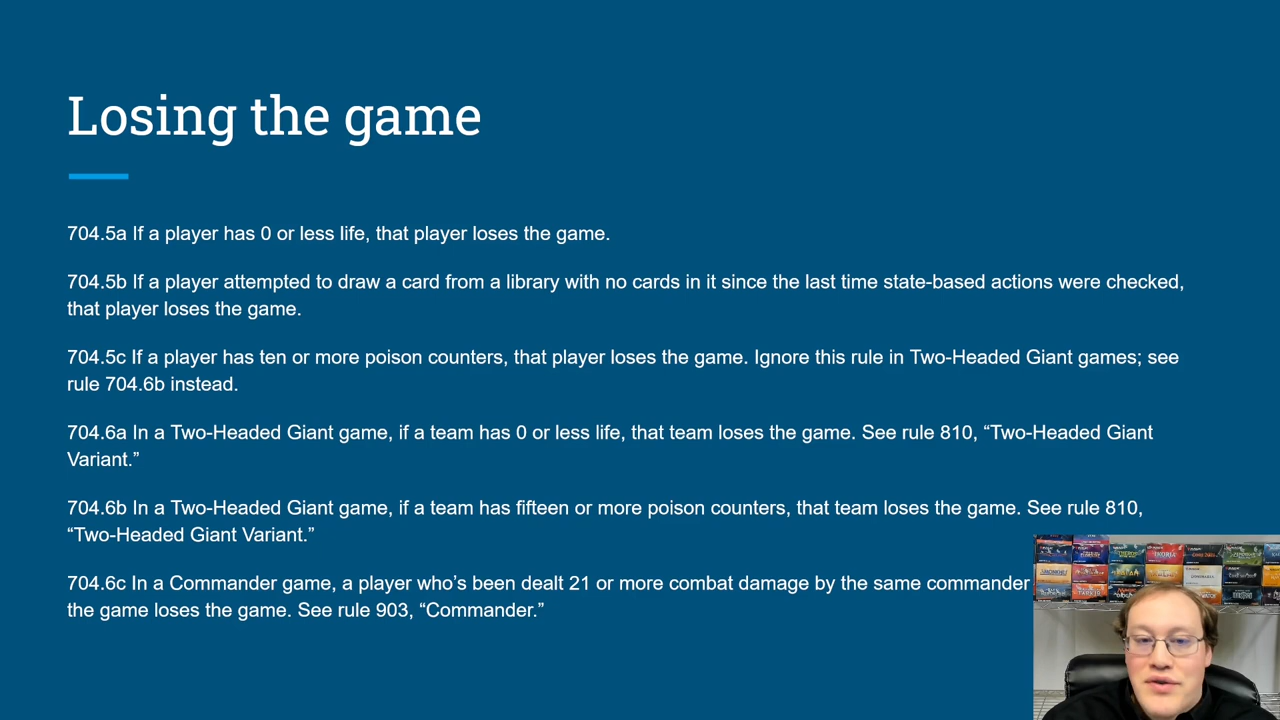 Losing the game
704.5a If a player has 0 or less life, that player loses the game.
704.5b If a player attempted to draw a card from a library with no cards in it since the last time state-based actions were checked,
that player loses the game.
704.5c If a player has ten or more poison counters, that player loses the game. Ignore this rule in Two-Headed Giant games; see
rule 704.6b instead.
704.6a In a Two-Headed Giant game, if a team has 0 or less life, that team loses the game. See rule 810, “Two-Headed Giant
Variant.”
704.6b In a Two-Headed Giant game, if a team has fifteen or more poison counters, that team loses the game. See rule 810,
“Two-Headed Giant Variant.”
704.6c In a Commander game, a player who’s been dealt 21 or more combat damage by the same commander
the game loses the game. See rule 903, “Commander.”
IKORIA